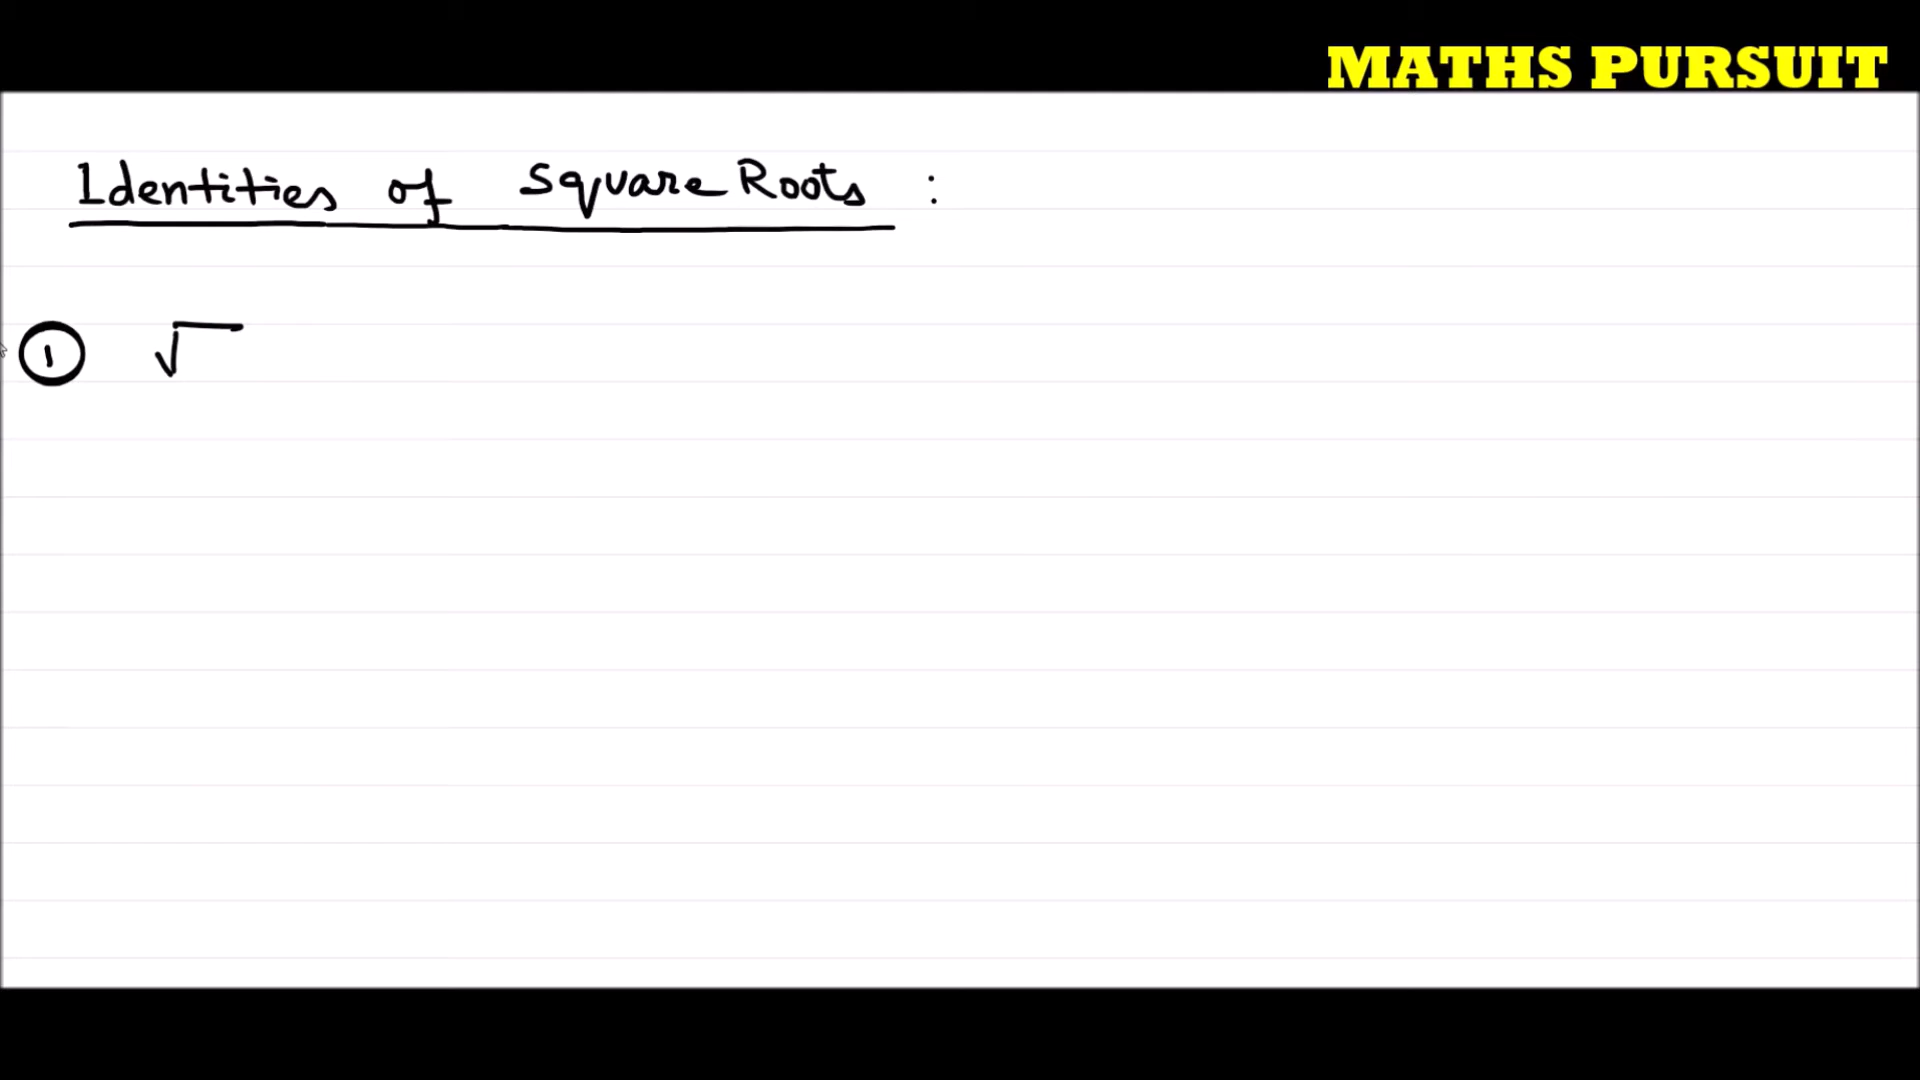 MATHS PURSUIT
Identities of Square Roots :
① √